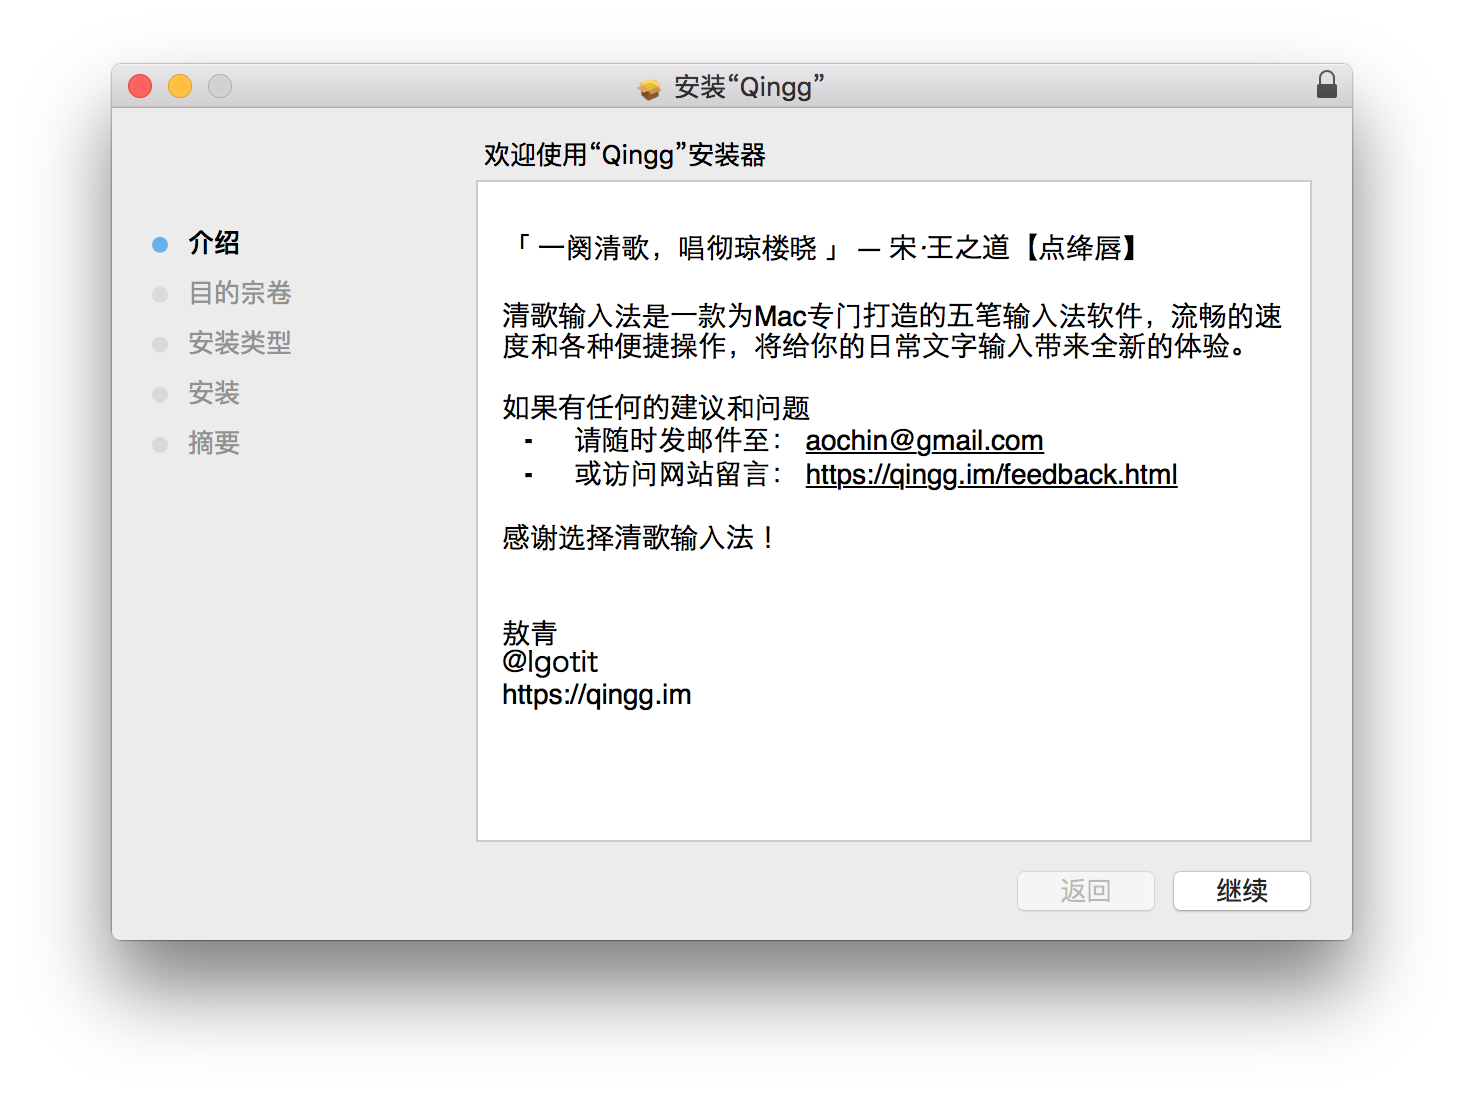 安装“Qingg”
欢迎使用“Qingg”安装器
介绍
目的宗卷
安装类型
安装
摘要
「 一阕清歌，唱彻琼楼晓 」 — 宋·王之道【点绛唇】
清歌输入法是一款为Mac专门打造的五笔输入法软件，流畅的速
度和各种便捷操作，将给你的日常文字输入带来全新的体验。
如果有任何的建议和问题
- 请随时发邮件至： aochin@gmail.com
- 或访问网站留言： https://qingg.im/feedback.html
感谢选择清歌输入法！
敖青
@lgotit
https://qingg.im
返回
继续